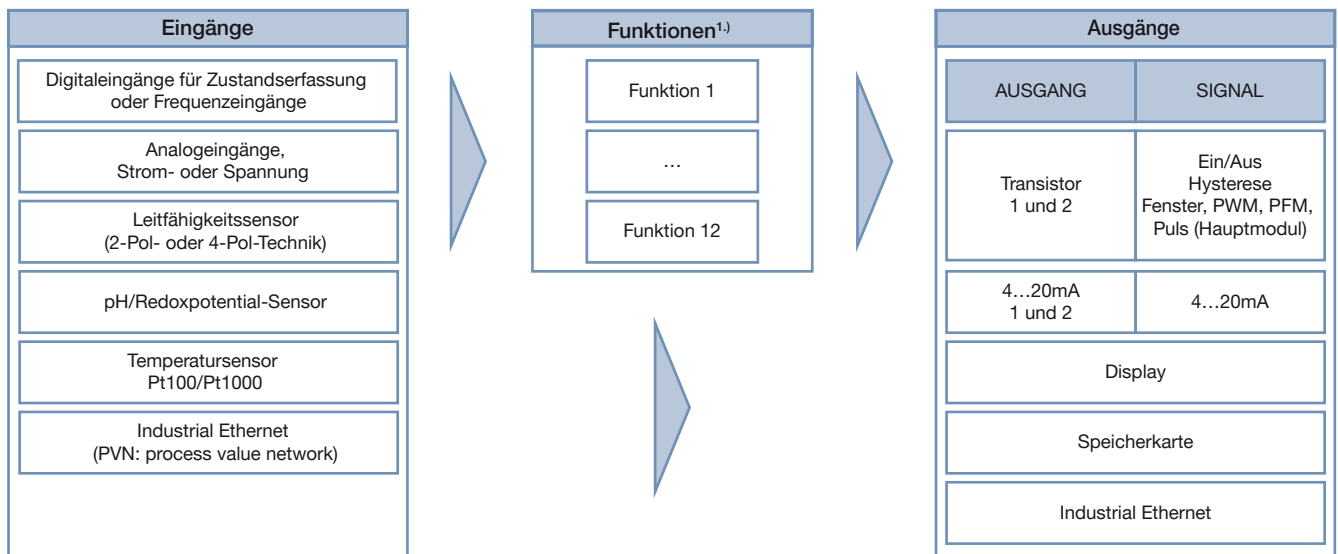 Eingänge
Digitaleingänge für Zustandserfassung
oder Frequenzeingänge
Analogeingänge,
Strom- oder Spannung
Leitfähigkeitssensor
(2-Pol- oder 4-Pol-Technik)
pH/Redoxpotential-Sensor
Temperatursensor
Pt100/Pt1000
Industrial Ethernet
(PVN: process value network)
Funktionen1.)
Funktion 1
…
Funktion 12
Ausgänge
AUSGANG
SIGNAL
Transistor
1 und 2
Ein/Aus
Hysterese
Fenster, PWM, PFM,
Puls (Hauptmodul)
4…20mA
1 und 2
4…20mA
Display
Speicherkarte
Industrial Ethernet